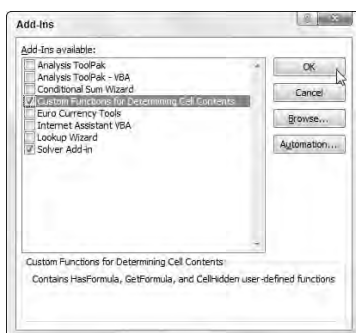 Add-Ins
Add-Ins available:
Analysis ToolPak
Analysis ToolPak - VBA
Conditional Sum Wizard
Custom Functions for Determining Cell Contents
Euro Currency Tools
Internet Assistant VBA
Lookup Wizard
Solver Add-in
OK
Cancel
Browse...
Automation...
Custom Functions for Determining Cell Contents
Contains HasFormula, GetFormula, and CellHidden user-defined functions